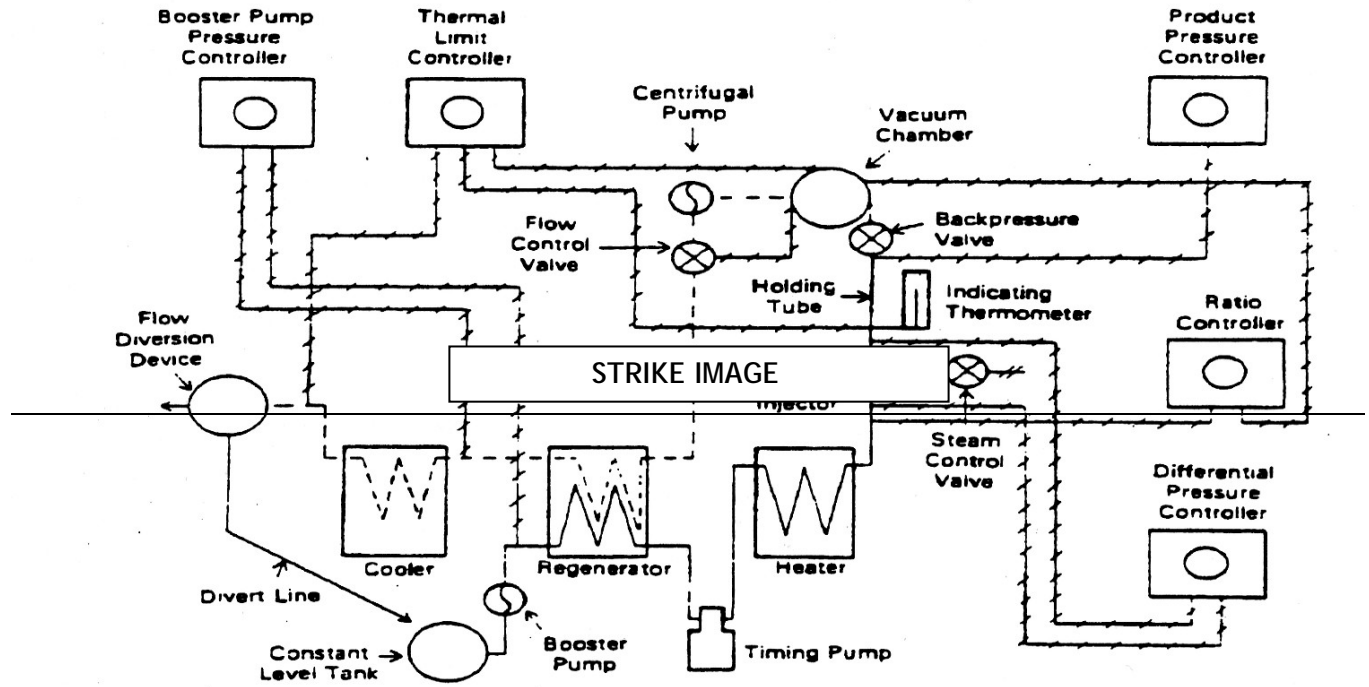 Booster Pump
Pressure
Controller
Thermal
Limit
Controller
Product
Pressure
Controller
Centrifugal
Pump
Vacuum
Chamber
Flow
Control
Valve
Backpressure
Valve
Holding
Tube
Indicating
Thermometer
Ratio
Controller
Flow
Diversion
Device
STRIKE IMAGE
Injector
Steam
Control
Valve
Differential
Pressure
Controller
Cooler
Regenerator
Heater
Divert Line
Constant
Level Tank
Booster
Pump
Timing Pump